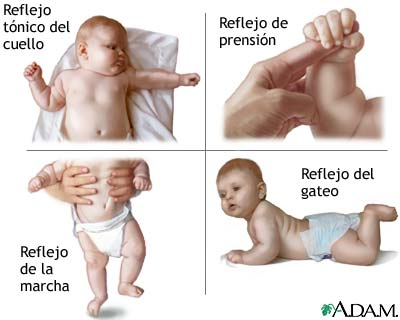 Reflejo
tónico del
cuello
Reflejo de
prensión
Reflejo
de la
marcha
Reflejo del
gateo
A.D.A.M.